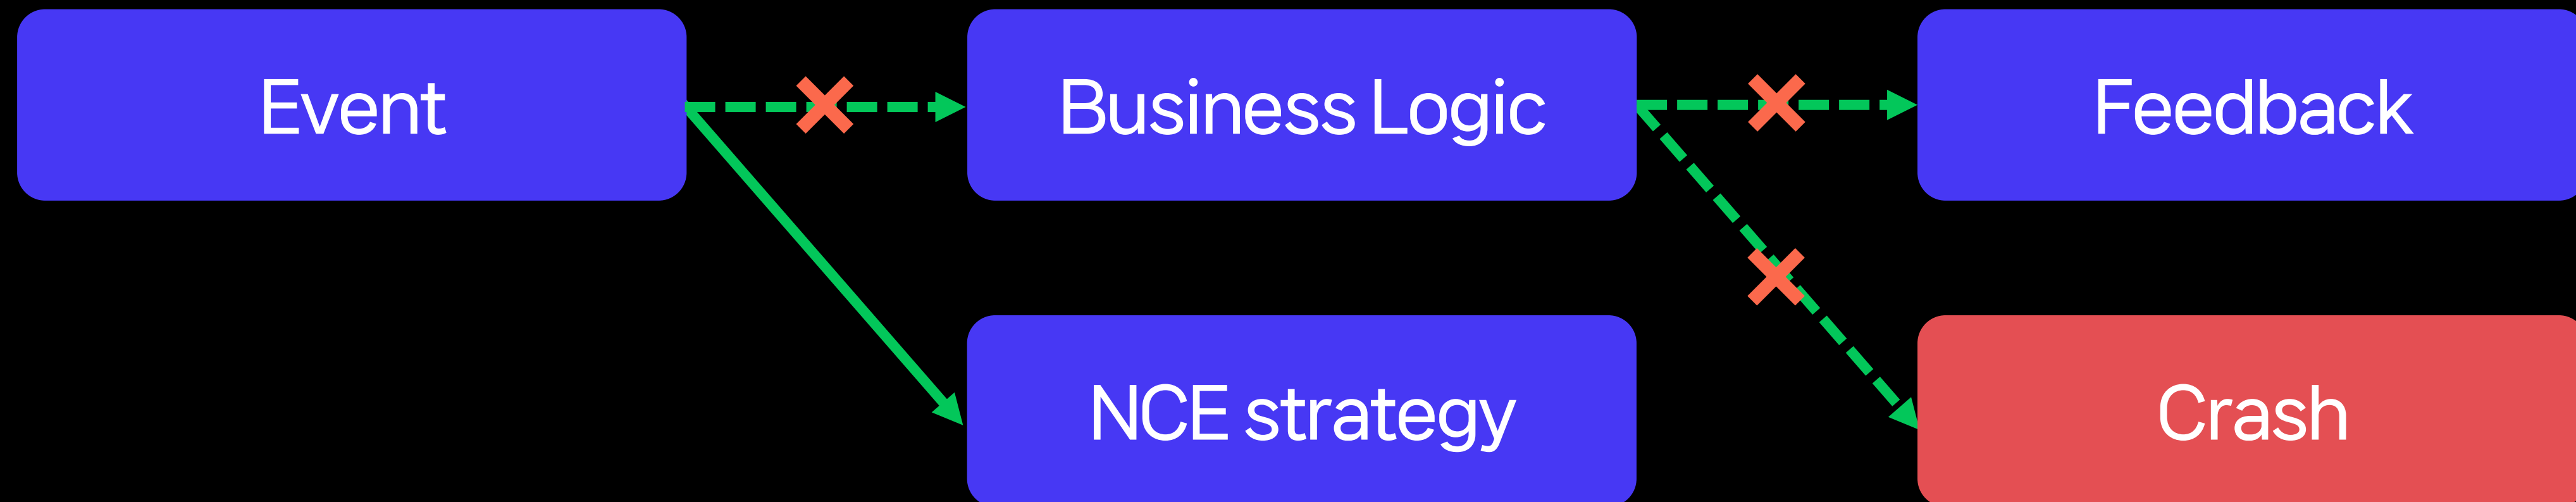 Event
Business Logic
Feedback
NCE strategy
Crash